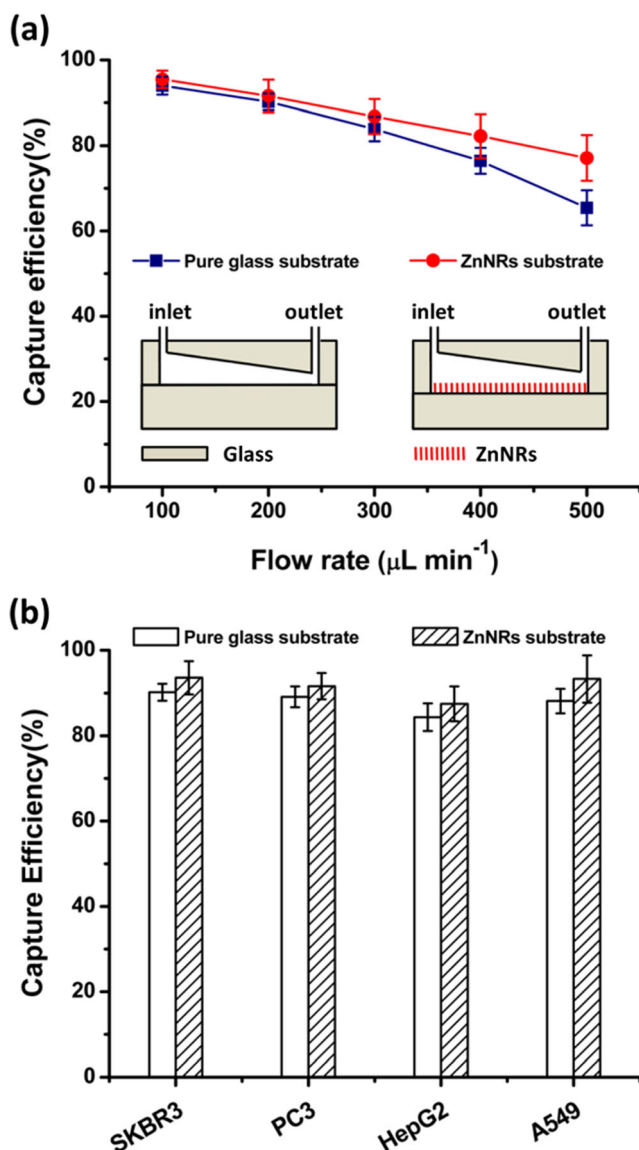 (a)
Capture efficiency(%)
100
80
60
40
20
0
Pure glass substrate
ZnNRs substrate
inlet outlet
inlet outlet
Glass
ZnNRs
100 200 300 400 500
Flow rate (μL min⁻¹)
(b)
Capture Efficiency(%)
Pure glass substrate
ZnNRs substrate
100
80
60
40
20
0
SKBR3 PC3 HepG2 A549